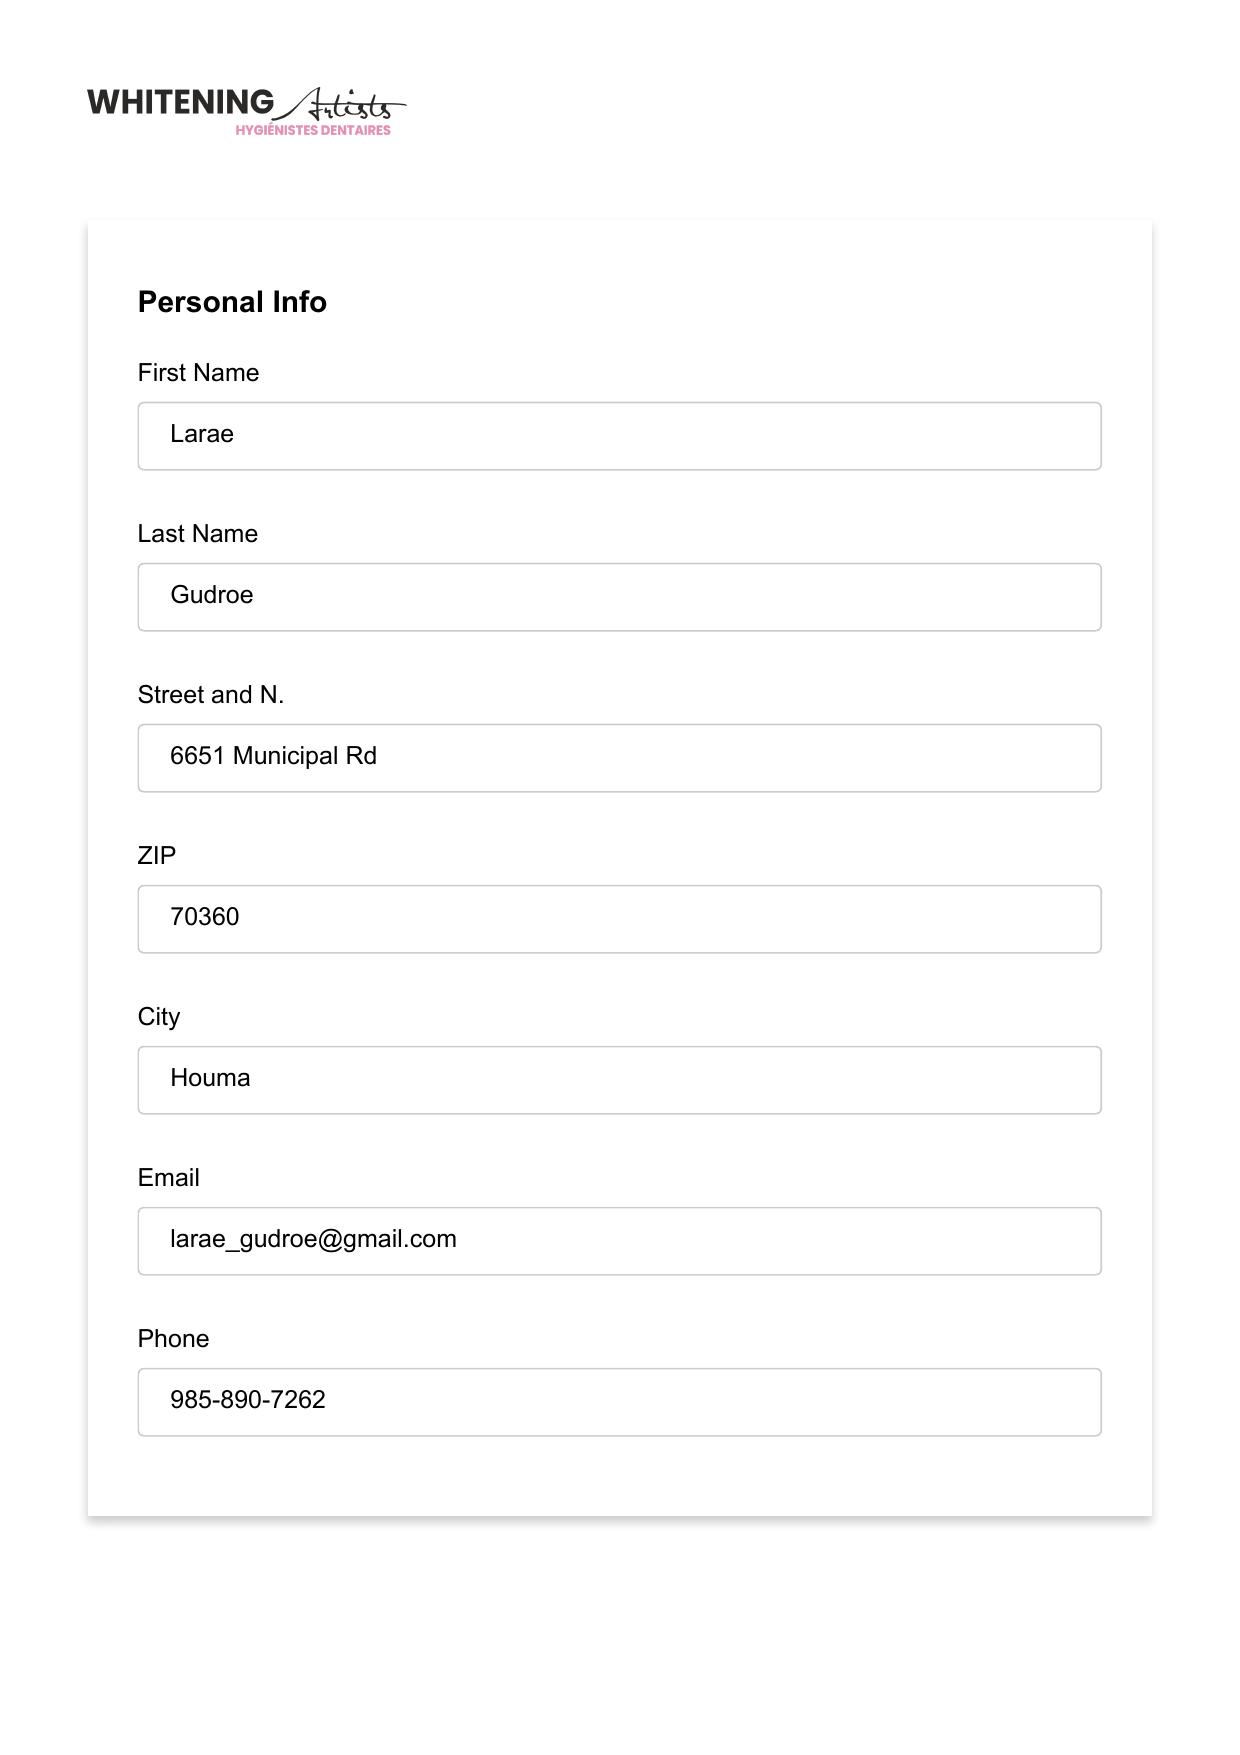 WHITENING Artists
HYGIÉNISTES DENTAIRES
Personal Info
First Name
Larae
Last Name
Gudroe
Street and N.
6651 Municipal Rd
ZIP
70360
City
Houma
Email
larae_gudroe@gmail.com
Phone
985-890-7262